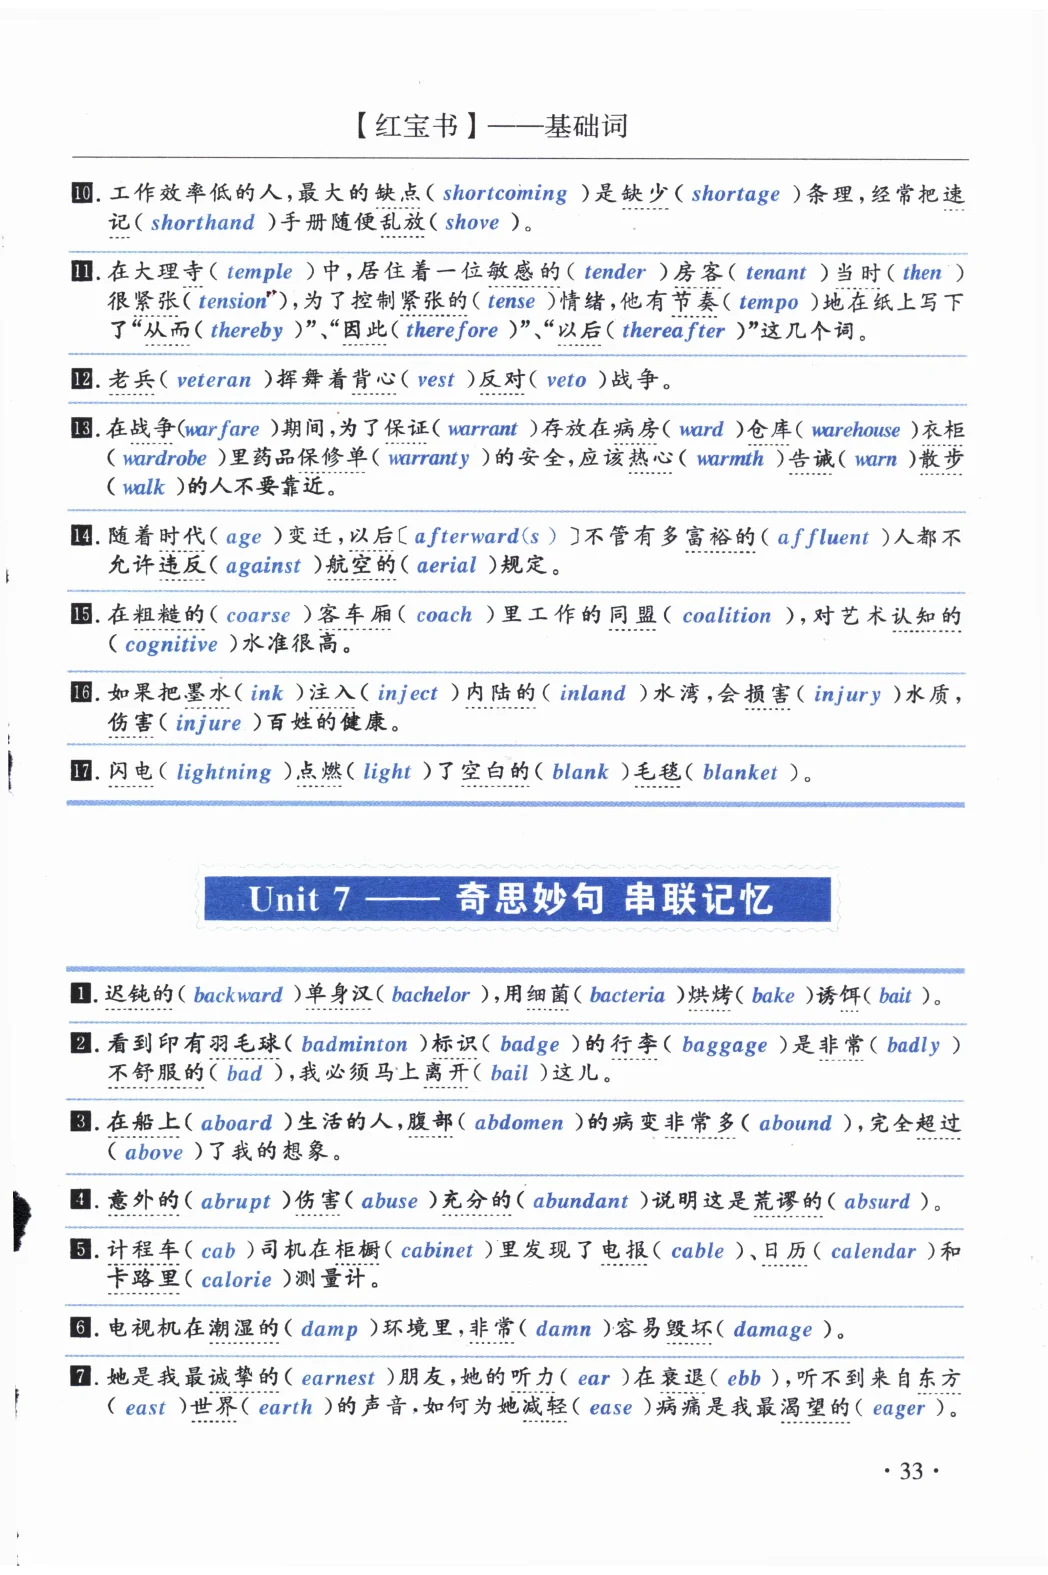 【红宝书】——基础词
10. 工作效率低的人,最大的缺点( shortcoming )是缺少( shortage )条理,经常把速
记( shorthand )手册随便乱放( shove )。
11. 在大理寺( temple )中,居住着一位敏感的( tender )房客( tenant )当时( then )
很紧张( tension ),为了控制紧张的( tense )情绪,他有节奏( tempo )地在纸上写下
了“从而( thereby )”、“因此( therefore )”、“以后( thereafter )”这几个词。
12. 老兵( veteran )挥舞着背心( vest )反对( veto )战争。
13. 在战争(warfare )期间,为了保证( warrant )存放在病房( ward )仓库( warehouse )衣柜
( wardrobe )里药品保修单( warranty )的安全,应该热心( warmth )告诫( warn )散步
( walk )的人不要靠近。
14. 随着时代( age )变迁,以后〔 afterward(s ) 〕不管有多富裕的( affluent )人都不
允许违反( against )航空的( aerial )规定。
15. 在粗糙的( coarse )客车厢( coach )里工作的同盟( coalition ),对艺术认知的
( cognitive )水准很高。
16. 如果把墨水( ink )注入( inject )内陆的( inland )水湾,会损害( injury )水质,
伤害( injure )百姓的健康。
17. 闪电( lightning )点燃( light )了空白的( blank )毛毯( blanket )。
Unit 7 —— 奇思妙句 串联记忆
1. 迟钝的( backward )单身汉( bachelor ),用细菌( bacteria )烘烤( bake )诱饵( bait )。
2. 看到印有羽毛球( badminton )标识( badge )的行李( baggage )是非常( badly )
不舒服的( bad ),我必须马上离开( bail )这儿。
3. 在船上( aboard )生活的人,腹部( abdomen )的病变非常多( abound ),完全超过
( above )了我的想象。
4. 意外的( abrupt )伤害( abuse )充分的( abundant )说明这是荒谬的( absurd )。
5. 计程车( cab )司机在柜橱( cabinet )里发现了电报( cable )、日历( calendar )和
卡路里( calorie )测量计。
6. 电视机在潮湿的( damp )环境里,非常( damn )容易毁坏( damage )。
7. 她是我最诚挚的( earnest )朋友,她的听力( ear )在衰退( ebb ),听不到来自东方
( east )世界( earth )的声音,如何为她减轻( ease )病痛是我最渴望的( eager )。
· 33 ·